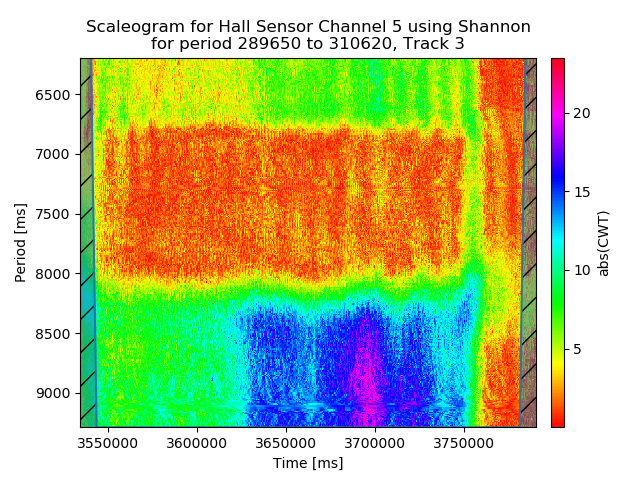 Scaleogram for Hall Sensor Channel 5 using Shannon
for period 289650 to 310620, Track 3
6500
7000
7500
8000
8500
9000
Period [ms]
3550000 3600000 3650000 3700000 3750000
Time [ms]
20
15
10
5
abs(CWT)